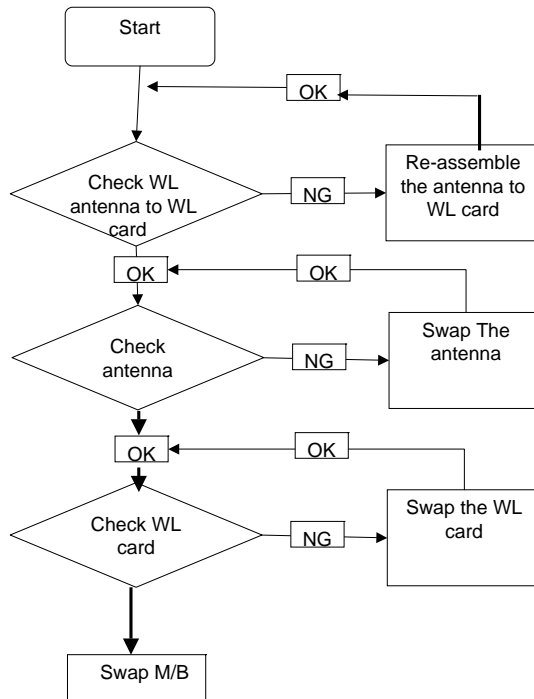 Start
OK
Check WL
antenna to WL
card
NG
Re-assemble
the antenna to
WL card
OK
OK
Check
antenna
NG
Swap The
antenna
OK
OK
Check WL
card
NG
Swap the WL
card
Swap M/B